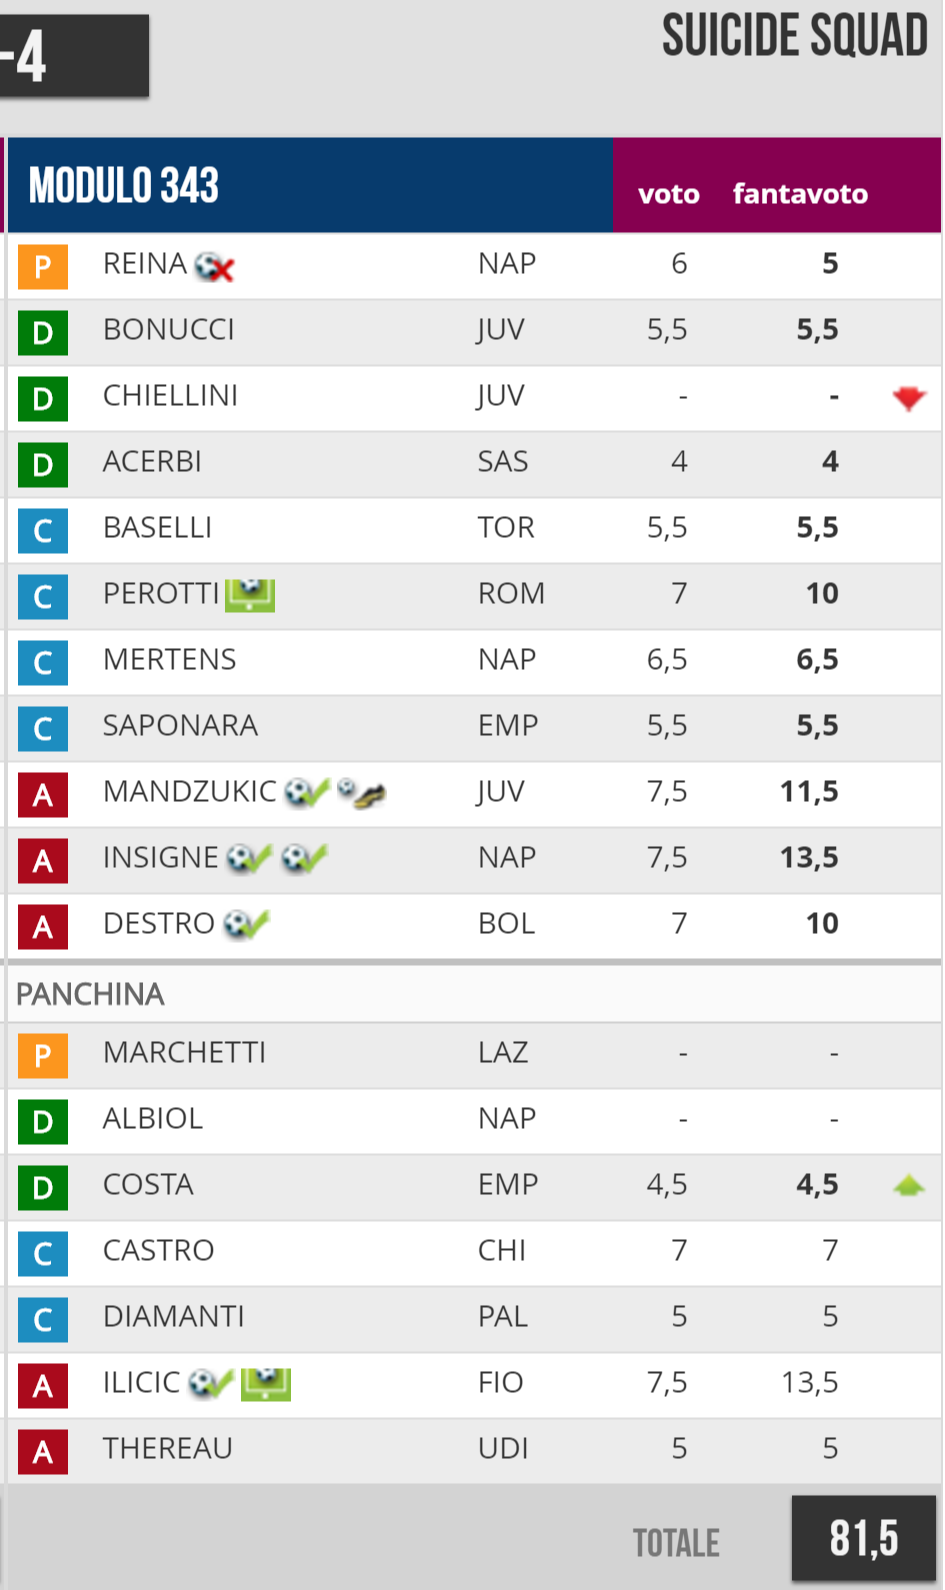 -4
SUICIDE SQUAD
MODULO 343 voto fantavoto
P REINA NAP 6 5
D BONUCCI JUV 5,5 5,5
D CHIELLINI JUV - -
D ACERBI SAS 4 4
C BASELLI TOR 5,5 5,5
C PEROTTI ROM 7 10
C MERTENS NAP 6,5 6,5
C SAPONARA EMP 5,5 5,5
A MANDZUKIC JUV 7,5 11,5
A INSIGNE NAP 7,5 13,5
A DESTRO BOL 7 10
PANCHINA
P MARCHETTI LAZ - -
D ALBIOL NAP - -
D COSTA EMP 4,5 4,5
C CASTRO CHI 7 7
C DIAMANTI PAL 5 5
A ILICIC FIO 7,5 13,5
A THEREAU UDI 5 5
TOTALE 81,5